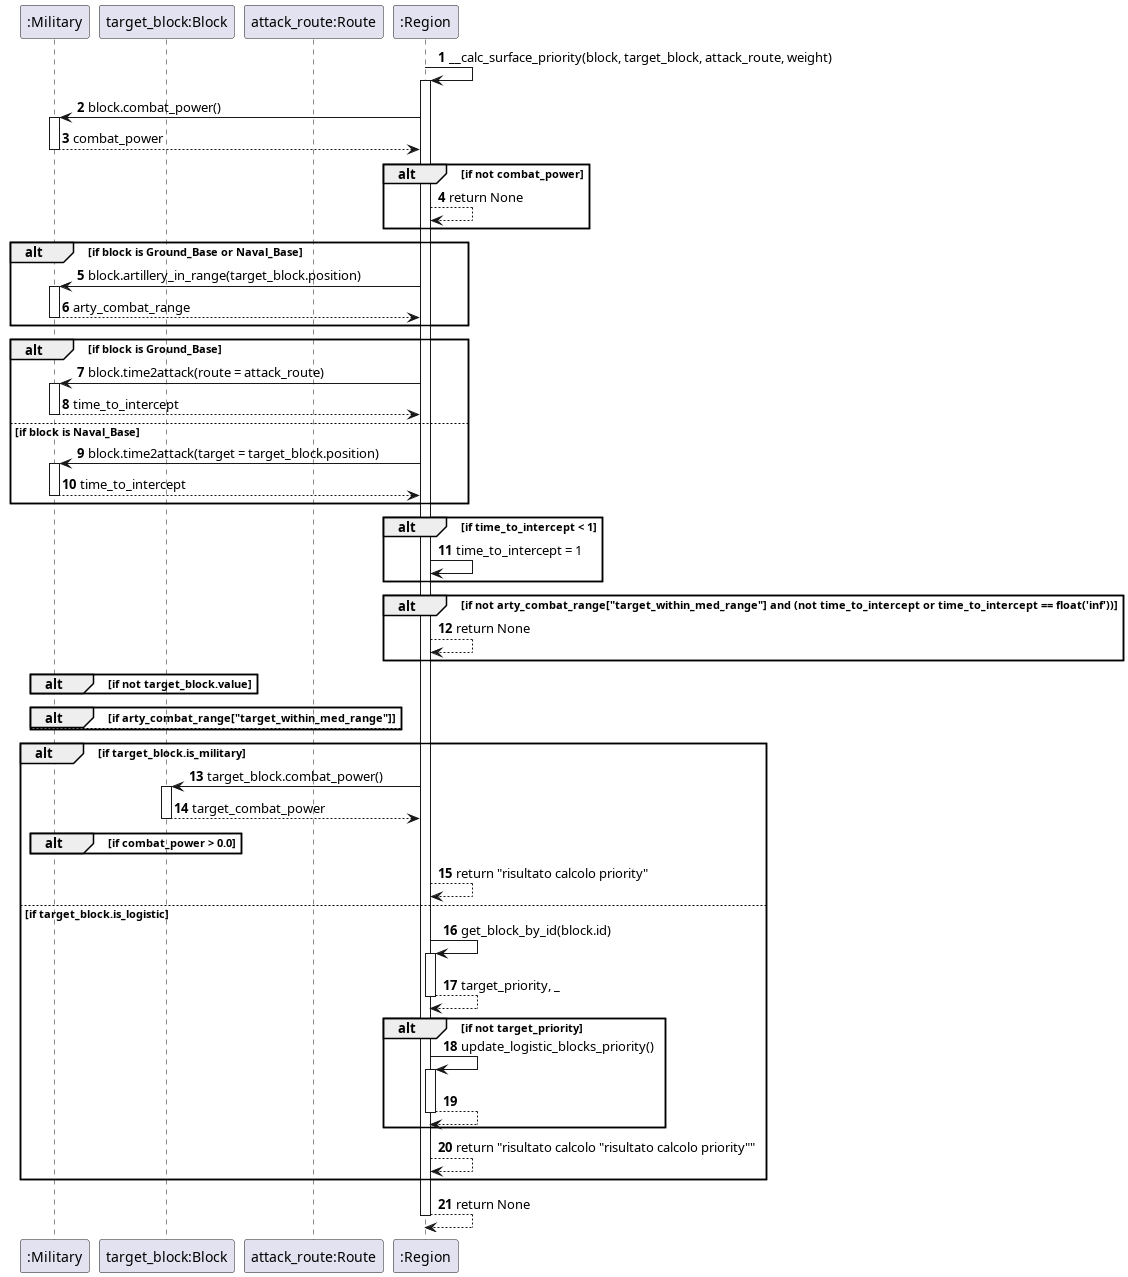 :Military target_block:Block attack_route:Route :Region
1 __calc_surface_priority(block, target_block, attack_route, weight)
2 block.combat_power()
3 combat_power
alt [if not combat_power]
4 return None
alt [if block is Ground_Base or Naval_Base]
5 block.artillery_in_range(target_block.position)
6 arty_combat_range
alt [if block is Ground_Base]
7 block.time2attack(route = attack_route)
8 time_to_intercept
[if block is Naval_Base]
9 block.time2attack(target = target_block.position)
10 time_to_intercept
alt [if time_to_intercept < 1]
11 time_to_intercept = 1
alt [if not arty_combat_range["target_within_med_range"] and (not time_to_intercept or time_to_intercept == float('inf'))]
12 return None
alt [if not target_block.value]
alt [if arty_combat_range["target_within_med_range"]]
alt [if target_block.is_military]
13 target_block.combat_power()
14 target_combat_power
alt [if combat_power > 0.0]
15 return "risultato calcolo priority"
[if target_block.is_logistic]
16 get_block_by_id(block.id)
17 target_priority, _
alt [if not target_priority]
18 update_logistic_blocks_priority()
19
20 return "risultato calcolo "risultato calcolo priority""
21 return None
:Military target_block:Block attack_route:Route :Region